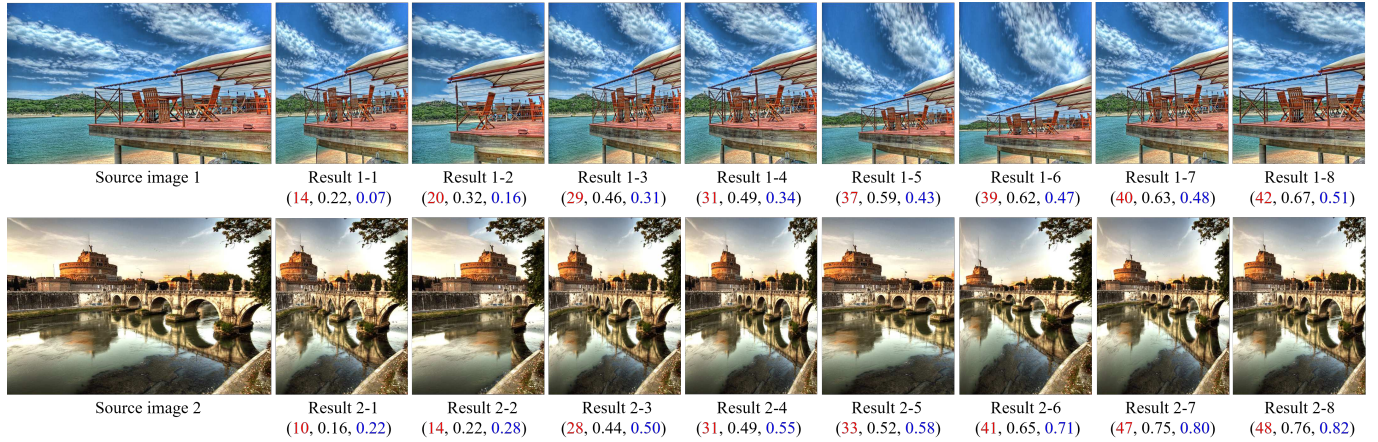 Source image 1
Result 1-1
Result 1-2
Result 1-3
Result 1-4
Result 1-5
Result 1-6
Result 1-7
Result 1-8
(14, 0.22, 0.07)
(20, 0.32, 0.16)
(29, 0.46, 0.31)
(31, 0.49, 0.34)
(37, 0.59, 0.43)
(39, 0.62, 0.47)
(40, 0.63, 0.48)
(42, 0.67, 0.51)
Source image 2
Result 2-1
Result 2-2
Result 2-3
Result 2-4
Result 2-5
Result 2-6
Result 2-7
Result 2-8
(10, 0.16, 0.22)
(14, 0.22, 0.28)
(28, 0.44, 0.50)
(31, 0.49, 0.55)
(33, 0.52, 0.58)
(41, 0.65, 0.71)
(47, 0.75, 0.80)
(48, 0.76, 0.82)